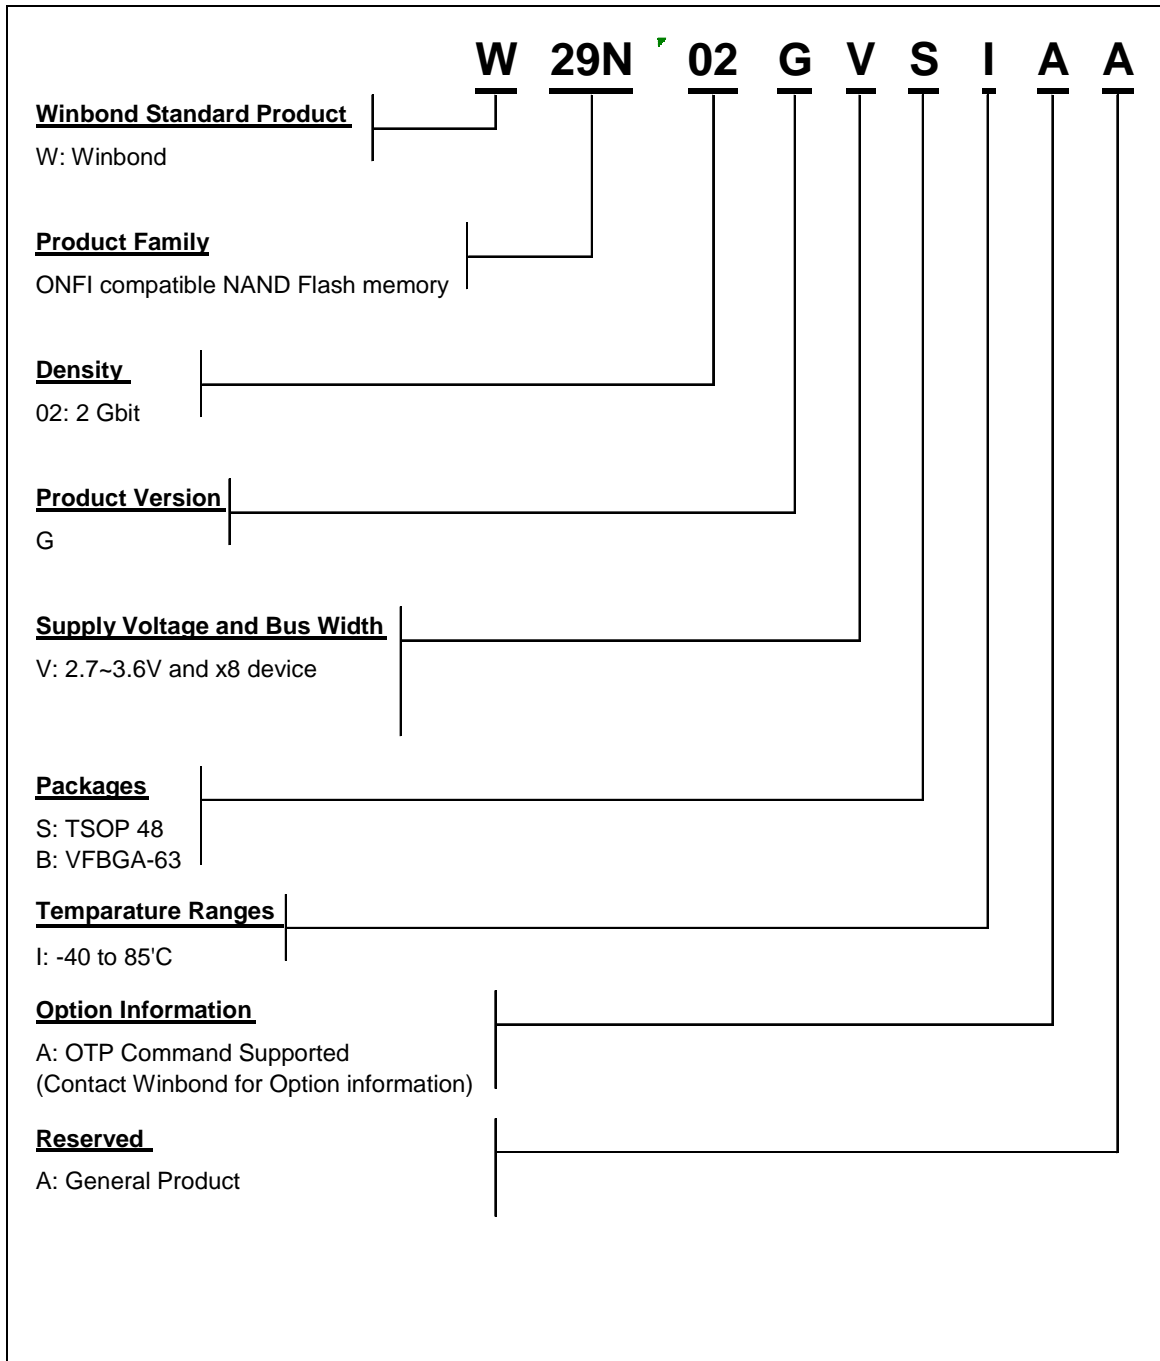 W 29N 02 G V S I A A
Winbond Standard Product
W: Winbond
Product Family
ONFI compatible NAND Flash memory
Density
02: 2 Gbit
Product Version
G
Supply Voltage and Bus Width
V: 2.7~3.6V and x8 device
Packages
S: TSOP 48
B: VFBGA-63
Temparature Ranges
I: -40 to 85'C
Option Information
A: OTP Command Supported
(Contact Winbond for Option information)
Reserved
A: General Product